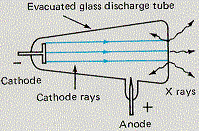 Evacuated glass discharge tube
−
Cathode
Cathode rays
+
Anode
X rays